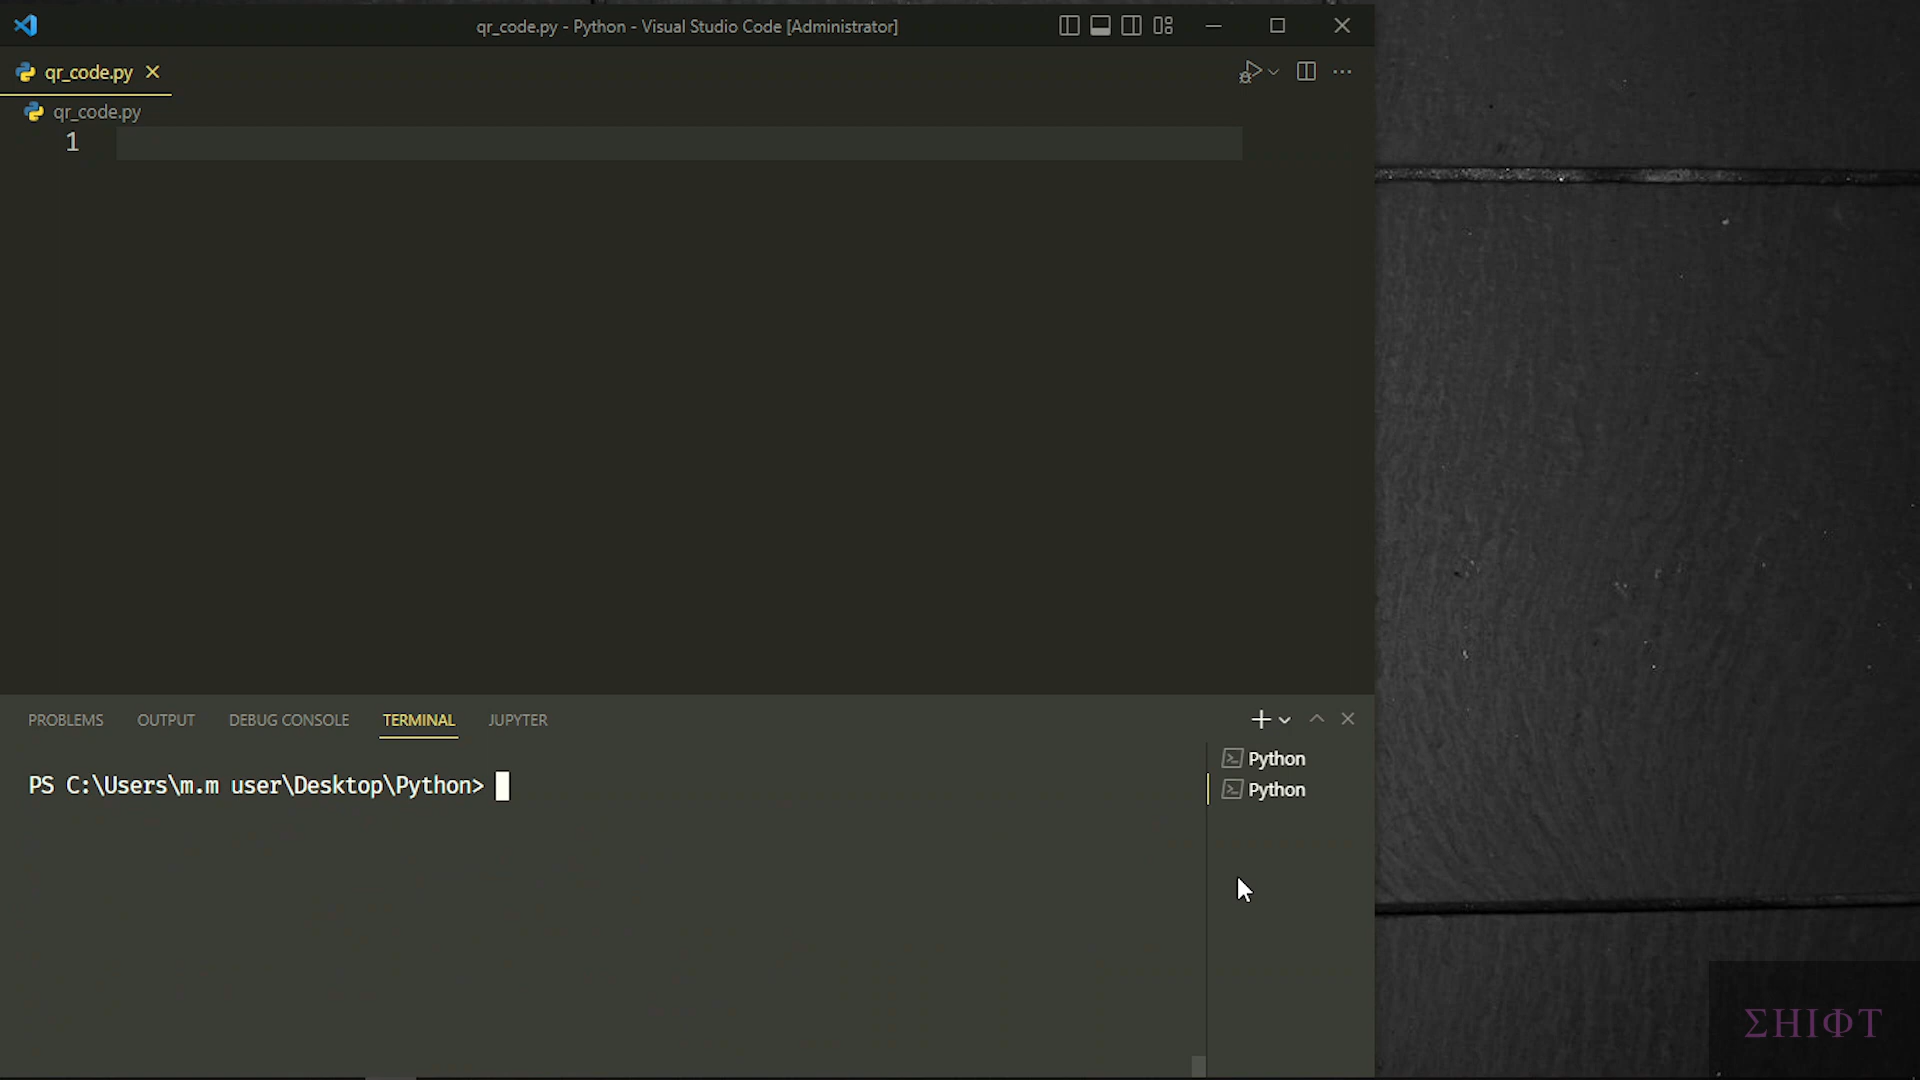 qr_code.py - Python - Visual Studio Code [Administrator]
qr_code.py
qr_code.py
1
PROBLEMS OUTPUT DEBUG CONSOLE TERMINAL JUPYTER
Python
PS C:\Users\m.m user\Desktop\Python>
Python
ΣHIΦT